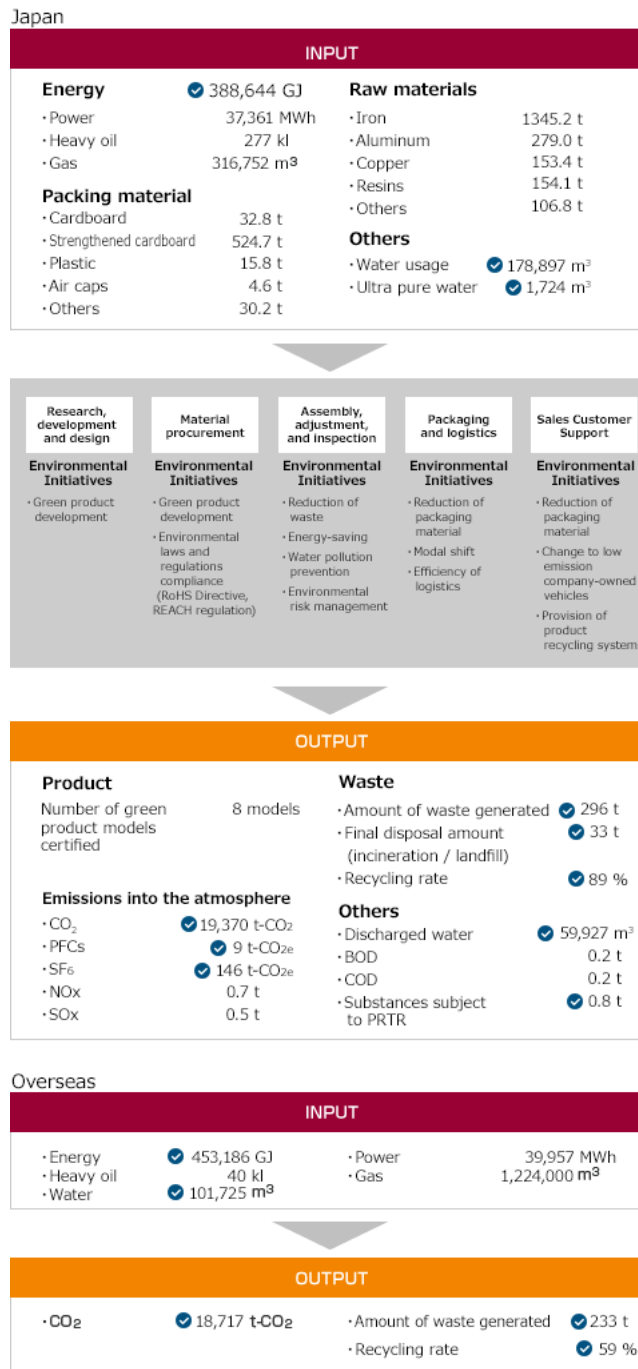 Japan
INPUT
Energy 388,644 GJ
・Power 37,361 MWh
・Heavy oil 277 kl
・Gas 316,752 m³
Packing material
・Cardboard 32.8 t
・Strengthened cardboard 524.7 t
・Plastic 15.8 t
・Air caps 4.6 t
・Others 30.2 t
Raw materials
・Iron 1345.2 t
・Aluminum 279.0 t
・Copper 153.4 t
・Resins 154.1 t
・Others 106.8 t
Others
・Water usage 178,897 m³
・Ultra pure water 1,724 m³
Research,
development
and design
Environmental
Initiatives
・Green product
development
Material
procurement
Environmental
Initiatives
・Green product
development
・Environmental
laws and
regulations
compliance
(RoHS Directive,
REACH regulation)
Assembly,
adjustment,
and inspection
Environmental
Initiatives
・Reduction of
waste
・Energy-saving
・Water pollution
prevention
・Environmental
risk management
Packaging
and logistics
Environmental
Initiatives
・Reduction of
packaging
material
・Modal shift
・Efficiency of
logistics
Sales Customer
Support
Environmental
Initiatives
・Reduction of
packaging
material
・Change to low
emission
company-owned
vehicles
・Provision of
product
recycling system
OUTPUT
Product
Number of green 8 models
product models
certified
Emissions into the atmosphere
・CO₂ 19,370 t-CO₂
・PFCs 9 t-CO₂e
・SF₆ 146 t-CO₂e
・NOx 0.7 t
・SOx 0.5 t
Waste
・Amount of waste generated 296 t
・Final disposal amount 33 t
(incineration / landfill)
・Recycling rate 89 %
Others
・Discharged water 59,927 m³
・BOD 0.2 t
・COD 0.2 t
・Substances subject 0.8 t
to PRTR
Overseas
INPUT
・Energy 453,186 GJ
・Heavy oil 40 kl
・Water 101,725 m³
・Power 39,957 MWh
・Gas 1,224,000 m³
OUTPUT
・CO₂ 18,717 t-CO₂
・Amount of waste generated 233 t
・Recycling rate 59 %